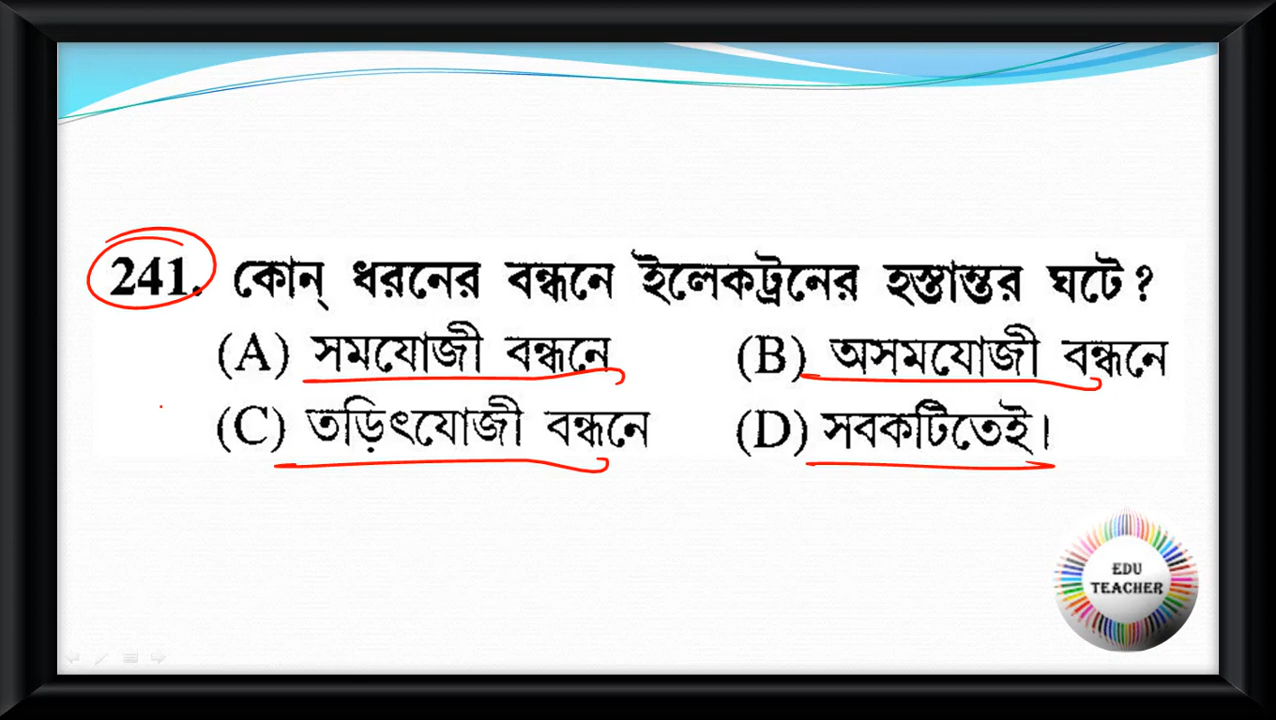 241. কোন্ ধরনের বন্ধনে ইলেকট্রনের হস্তান্তর ঘটে?
(A) সমযোজী বন্ধনে (B) অসমযোজী বন্ধনে
(C) তড়িৎযোজী বন্ধনে (D) সবকটিতেই।
EDU
TEACHER